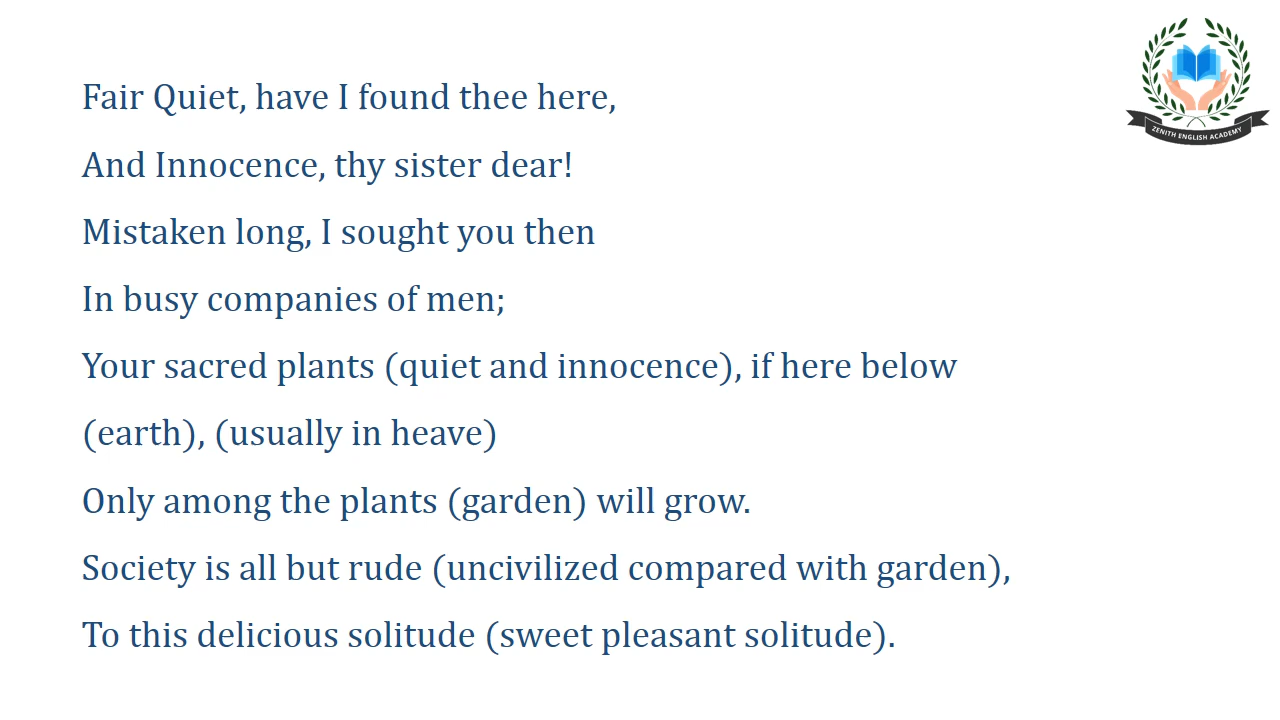 Fair Quiet, have I found thee here,
And Innocence, thy sister dear!
Mistaken long, I sought you then
In busy companies of men;
Your sacred plants (quiet and innocence), if here below
(earth), (usually in heave)
Only among the plants (garden) will grow.
Society is all but rude (uncivilized compared with garden),
To this delicious solitude (sweet pleasant solitude).
ZENITH ENGLISH ACADEMY